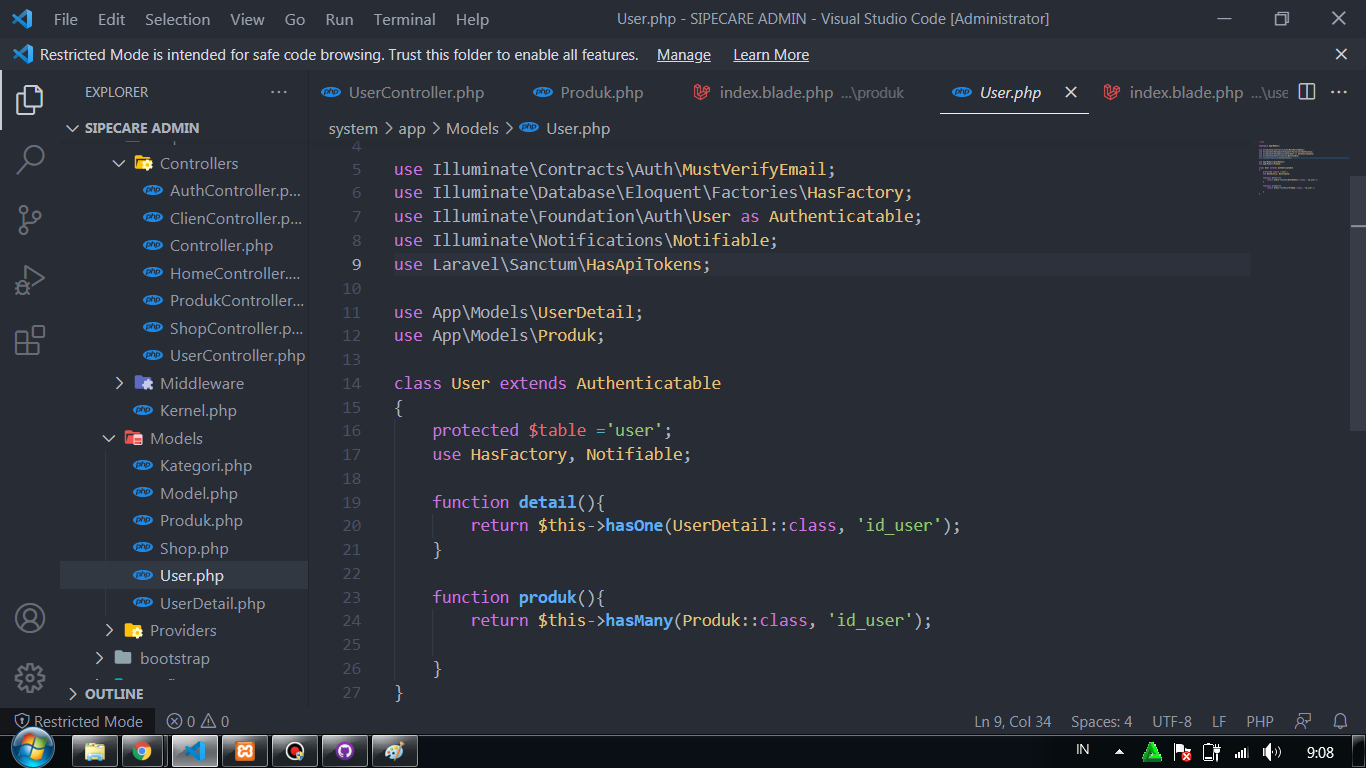 File Edit Selection View Go Run Terminal Help User.php - SIPECARE ADMIN - Visual Studio Code [Administrator]
Restricted Mode is intended for safe code browsing. Trust this folder to enable all features. Manage Learn More
EXPLORER
SIPECARE ADMIN
Controllers
AuthController.p...
ClienController.p...
Controller.php
HomeController....
ProdukController...
ShopController.p...
UserController.php
Middleware
Kernel.php
Models
Kategori.php
Model.php
Produk.php
Shop.php
User.php
UserDetail.php
Providers
bootstrap
OUTLINE
UserController.php Produk.php index.blade.php ...\produk User.php index.blade.php ...\use
system > app > Models > User.php
4
5 use Illuminate\Contracts\Auth\MustVerifyEmail;
6 use Illuminate\Database\Eloquent\Factories\HasFactory;
7 use Illuminate\Foundation\Auth\User as Authenticatable;
8 use Illuminate\Notifications\Notifiable;
9 use Laravel\Sanctum\HasApiTokens;
10
11 use App\Models\UserDetail;
12 use App\Models\Produk;
13
14 class User extends Authenticatable
15 {
16 protected $table ='user';
17 use HasFactory, Notifiable;
18
19 function detail(){
20 return $this->hasOne(UserDetail::class, 'id_user');
21 }
22
23 function produk(){
24 return $this->hasMany(Produk::class, 'id_user');
25
26 }
27 }
Restricted Mode 0 0 Ln 9, Col 34 Spaces: 4 UTF-8 LF PHP
IN 9:08